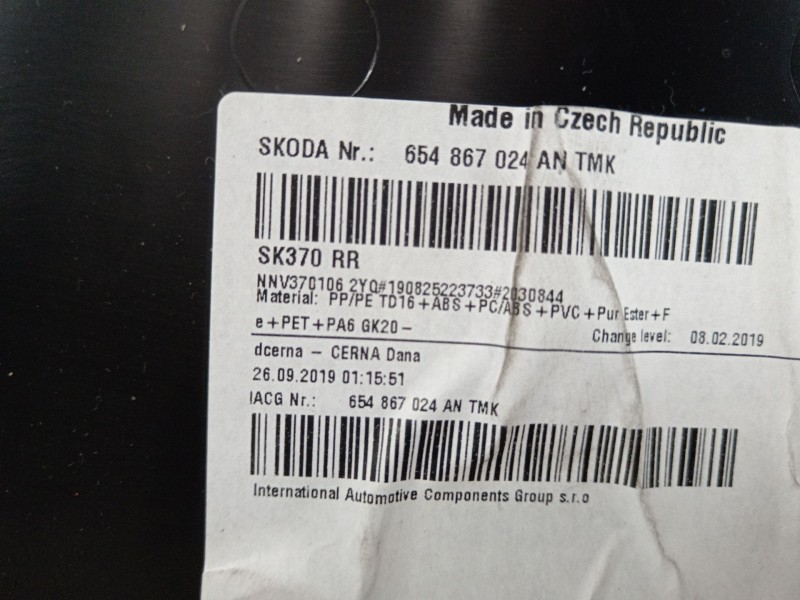 Made in Czech Republic
SKODA Nr.: 654 867 024 AN TMK
SK370 RR
NNV370106 2YQ#190825223733#2030844
Material: PP/PE TD16+ABS+PC/ABS+PVC+Pur Ester+F
e+PET+PA6 GK20-
Change level: 08.02.2019
dcerna - CERNA Dana
26.09.2019 01:15:51
IACG Nr.: 654 867 024 AN TMK
International Automotive Components Group s.r.o